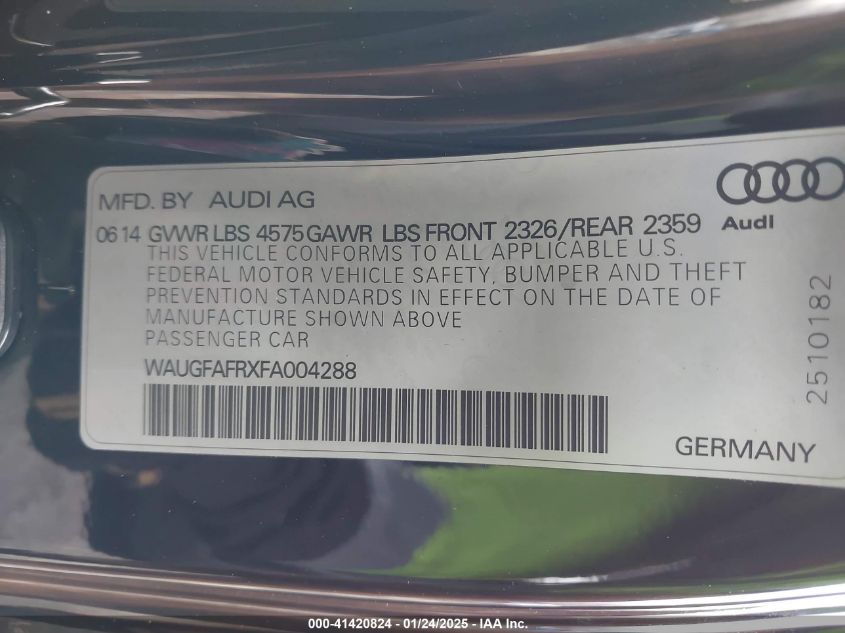 MFD. BY AUDI AG
Audi
0614 GVWR LBS 4575 GAWR LBS FRONT 2326/REAR 2359
THIS VEHICLE CONFORMS TO ALL APPLICABLE U.S.
FEDERAL MOTOR VEHICLE SAFETY, BUMPER AND THEFT
PREVENTION STANDARDS IN EFFECT ON THE DATE OF
MANUFACTURE SHOWN ABOVE
PASSENGER CAR
WAUGFAFRXFA004288
2510182
GERMANY
000-41420824 - 01/24/2025 - IAA Inc.